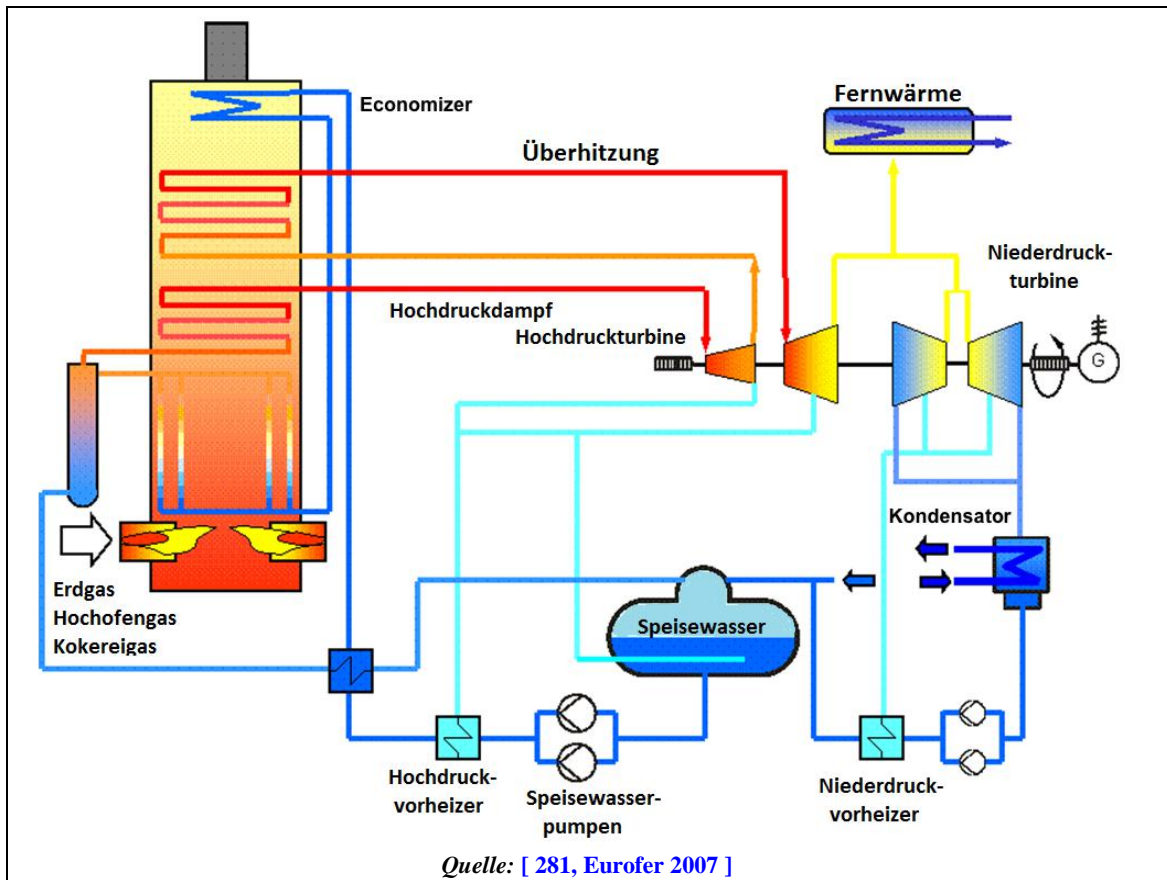 Economizer
Fernwärme
Überhitzung
Niederdruck-
turbine
Hochdruckdampf
Hochdruckturbine
G
Kondensator
Erdgas
Hochofengas
Kokereigas
Speisewasser
Hochdruck-
vorheizer
Speisewasser-
pumpen
Niederdruck-
vorheizer
Quelle: [ 281, Eurofer 2007 ]